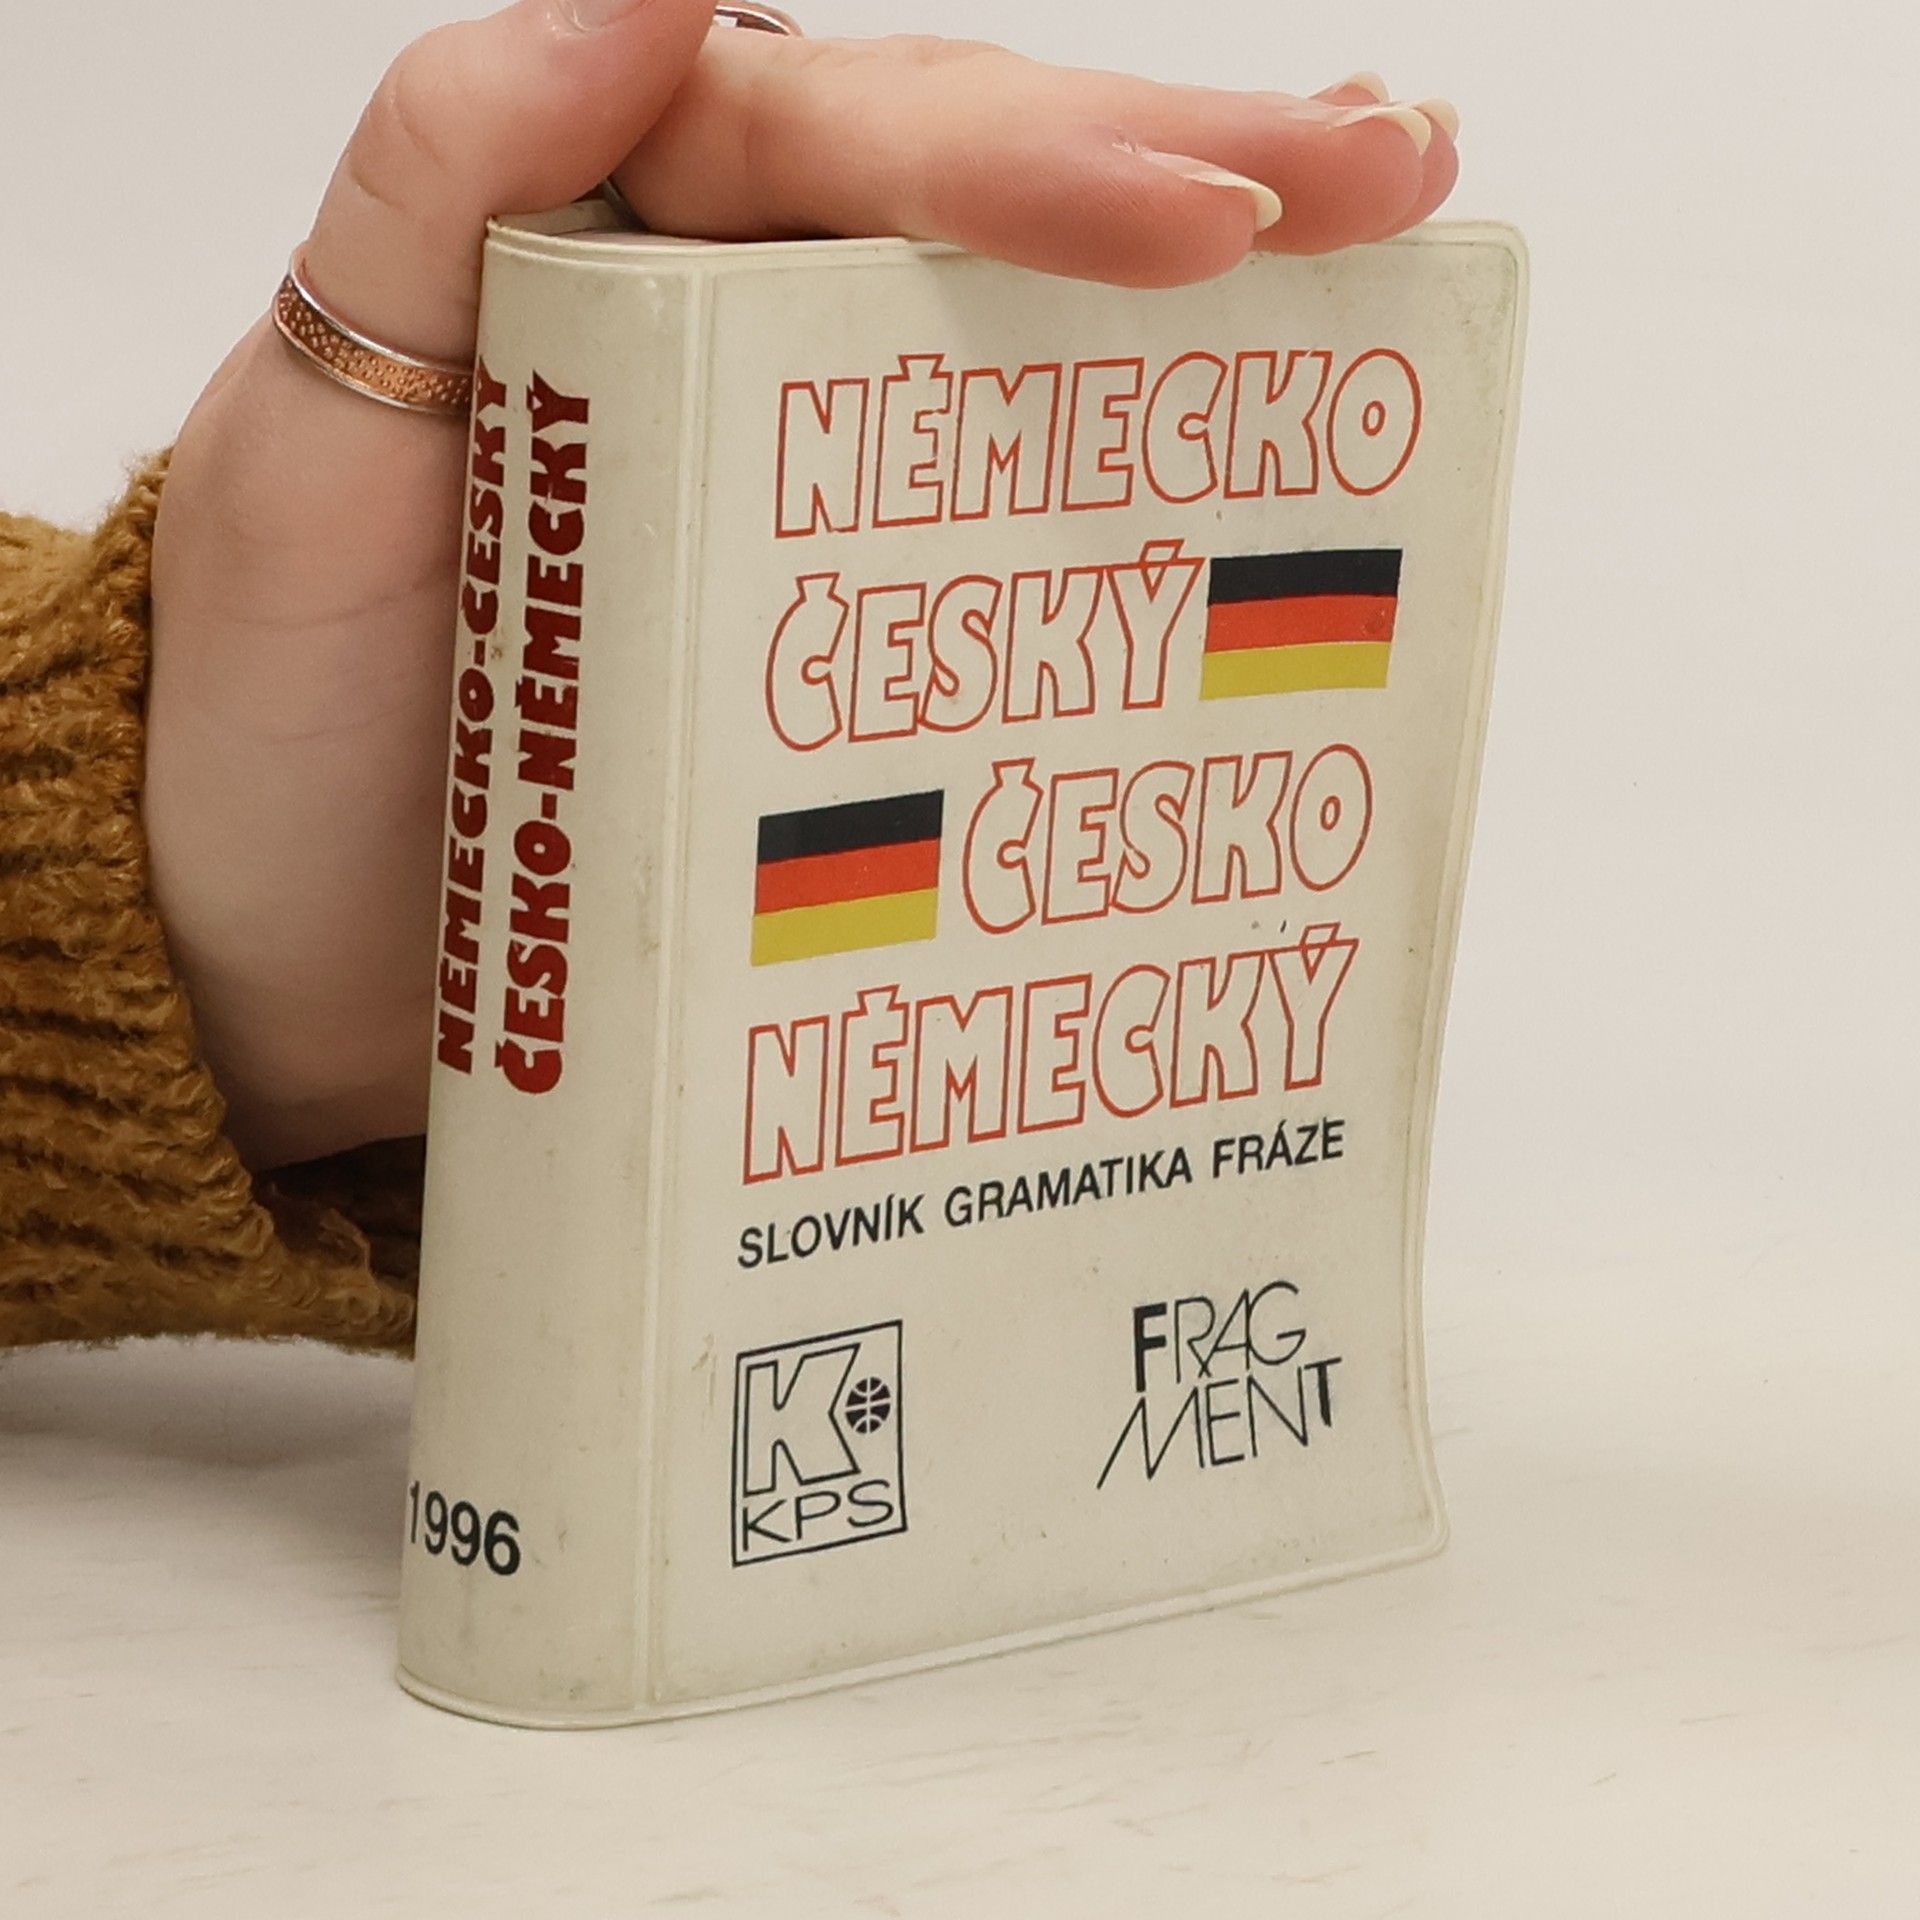 NĚMECKO-ČESKÝ
ČESKO-NĚMECKÝ
1996
NĚMECKO
ČESKÝ
ČESKO
NĚMECKÝ
SLOVNÍK GRAMATIKA FRÁZE
K
KPS
FRAG
MENT